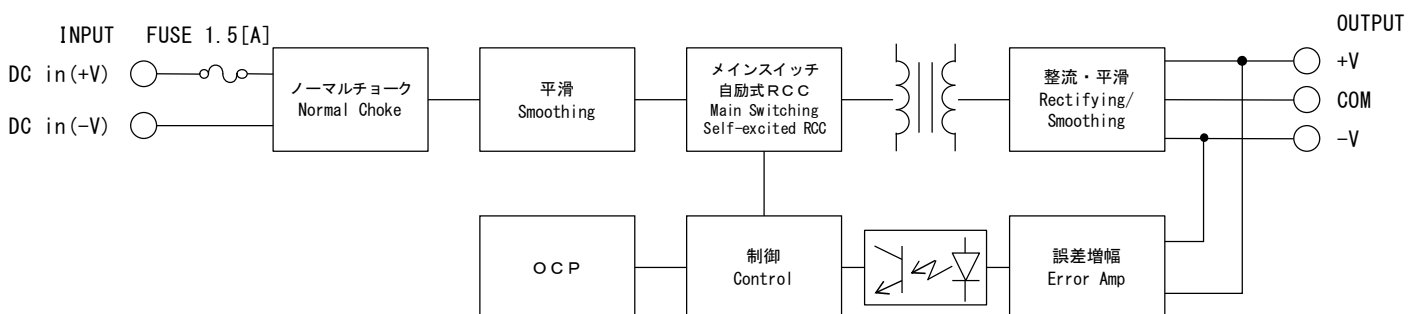 INPUT FUSE 1.5[A]
OUTPUT
DC in(+V)
DC in(-V)
ノーマルチョーク
Normal Choke
平滑
Smoothing
メインスイッチ
自励式RCC
Main Switching
Self-excited RCC
整流・平滑
Rectifying/
Smoothing
+V
COM
-V
OCP
制御
Control
誤差増幅
Error Amp